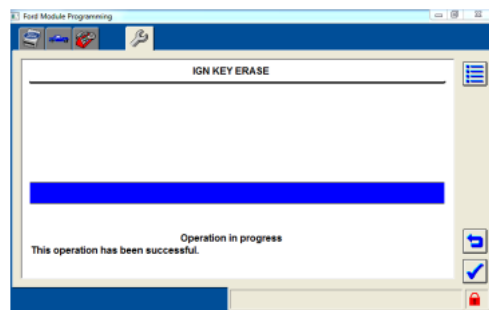 Ford Module Programming
IGN KEY ERASE
Operation in progress
This operation has been successful.